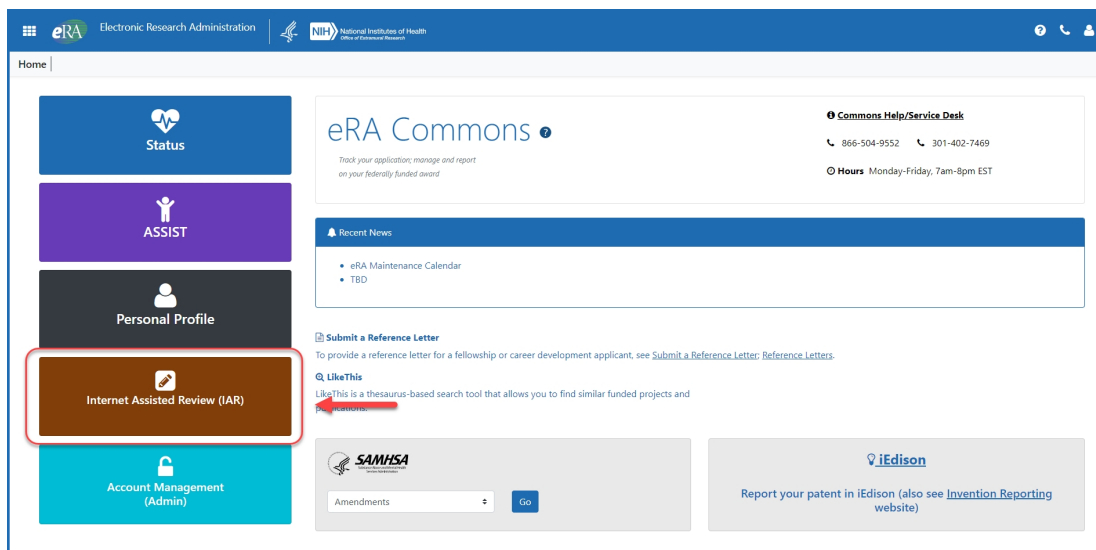 eRA Electronic Research Administration NIH National Institutes of Health
Office of Extramural Research
Home
Status
ASSIST
Personal Profile
Internet Assisted Review (IAR)
Account Management
(Admin)
eRA Commons
Track your application; manage and report
on your federally funded award
Commons Help/Service Desk
866-504-9552 301-402-7469
Hours Monday-Friday, 7am-8pm EST
Recent News
• eRA Maintenance Calendar
• TBD
Submit a Reference Letter
To provide a reference letter for a fellowship or career development applicant, see Submit a Reference Letter; Reference Letters.
LikeThis
LikeThis is a thesaurus-based search tool that allows you to find similar funded projects and
publications.
SAMHSA
Amendments Go
iEdison
Report your patent in iEdison (also see Invention Reporting
website)